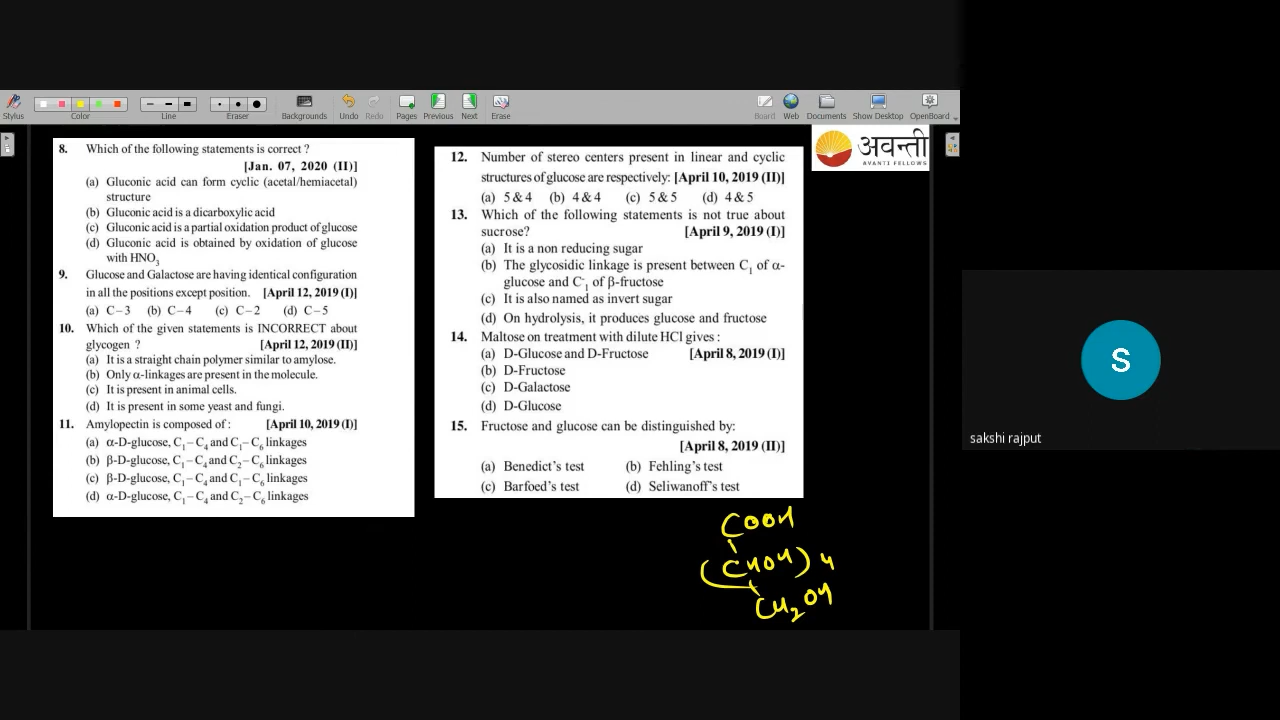 Stylus
Color
Line
Eraser
Backgrounds
Undo
Redo
Pages
Previous
Next
Erase
Board
Web
Documents
Show Desktop
OpenBoard
8. Which of the following statements is correct ?
[Jan. 07, 2020 (II)]
(a) Gluconic acid can form cyclic (acetal/hemiacetal)
structure
(b) Gluconic acid is a dicarboxylic acid
(c) Gluconic acid is a partial oxidation product of glucose
(d) Gluconic acid is obtained by oxidation of glucose
with HNO₃
9. Glucose and Galactose are having identical configuration
in all the positions except position. [April 12, 2019 (I)]
(a) C–3 (b) C–4 (c) C–2 (d) C–5
10. Which of the given statements is INCORRECT about
glycogen ? [April 12, 2019 (II)]
(a) It is a straight chain polymer similar to amylose.
(b) Only α-linkages are present in the molecule.
(c) It is present in animal cells.
(d) It is present in some yeast and fungi.
11. Amylopectin is composed of : [April 10, 2019 (I)]
(a) α-D-glucose, C₁–C₄ and C₁–C₆ linkages
(b) β-D-glucose, C₁–C₄ and C₂–C₆ linkages
(c) β-D-glucose, C₁–C₄ and C₁–C₆ linkages
(d) α-D-glucose, C₁–C₄ and C₂–C₆ linkages
12. Number of stereo centers present in linear and cyclic
structures of glucose are respectively: [April 10, 2019 (II)]
(a) 5 & 4 (b) 4 & 4 (c) 5 & 5 (d) 4 & 5
13. Which of the following statements is not true about
sucrose? [April 9, 2019 (I)]
(a) It is a non reducing sugar
(b) The glycosidic linkage is present between C₁ of α-
glucose and C⁻₁ of β-fructose
(c) It is also named as invert sugar
(d) On hydrolysis, it produces glucose and fructose
14. Maltose on treatment with dilute HCl gives :
(a) D-Glucose and D-Fructose [April 8, 2019 (I)]
(b) D-Fructose
(c) D-Galactose
(d) D-Glucose
15. Fructose and glucose can be distinguished by:
[April 8, 2019 (II)]
(a) Benedict's test (b) Fehling's test
(c) Barfoed's test (d) Seliwanoff's test
अवन्ती
AVANTI FELLOWS
COOH
(CHOH)4
CH₂OH
S
sakshi rajput